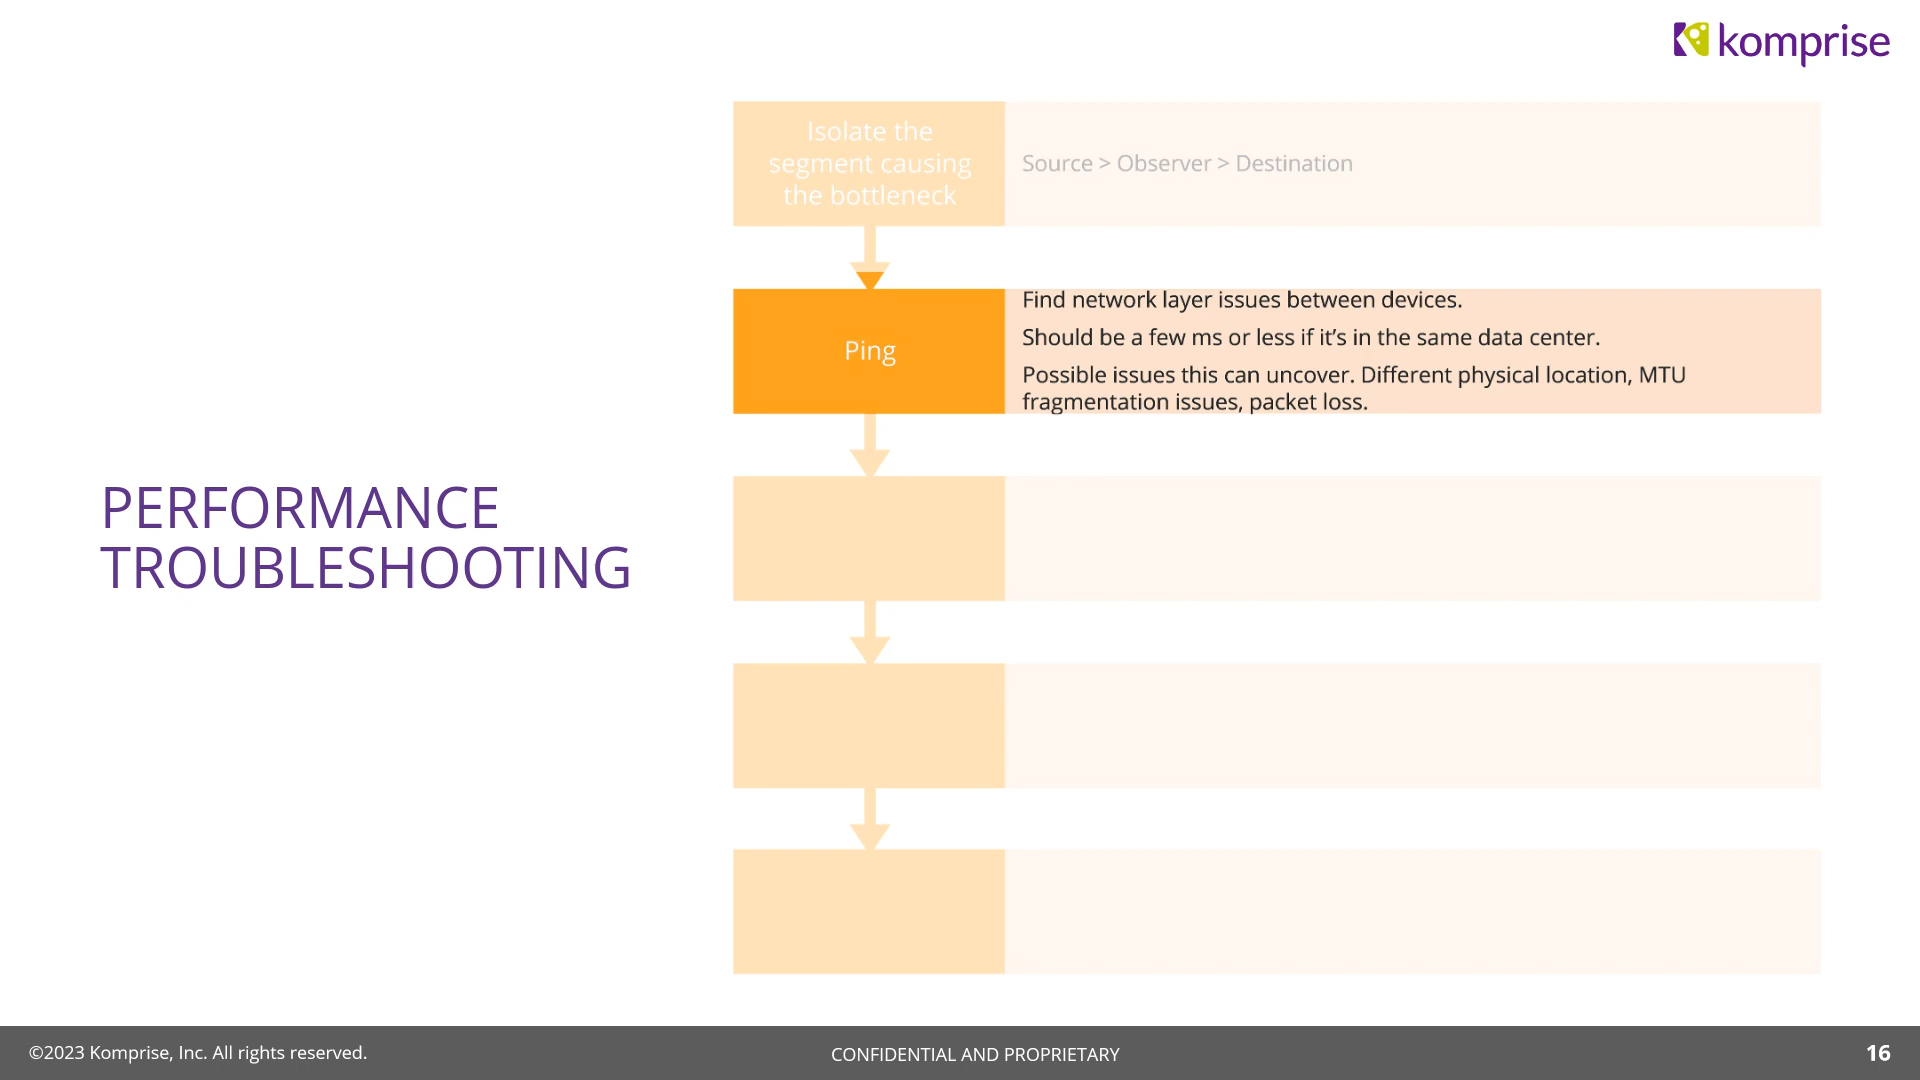 komprise
Isolate the
segment causing
the bottleneck
Source > Observer > Destination
Ping
Find network layer issues between devices.
Should be a few ms or less if it’s in the same data center.
Possible issues this can uncover. Different physical location, MTU
fragmentation issues, packet loss.
PERFORMANCE
TROUBLESHOOTING
©2023 Komprise, Inc. All rights reserved.
CONFIDENTIAL AND PROPRIETARY
16